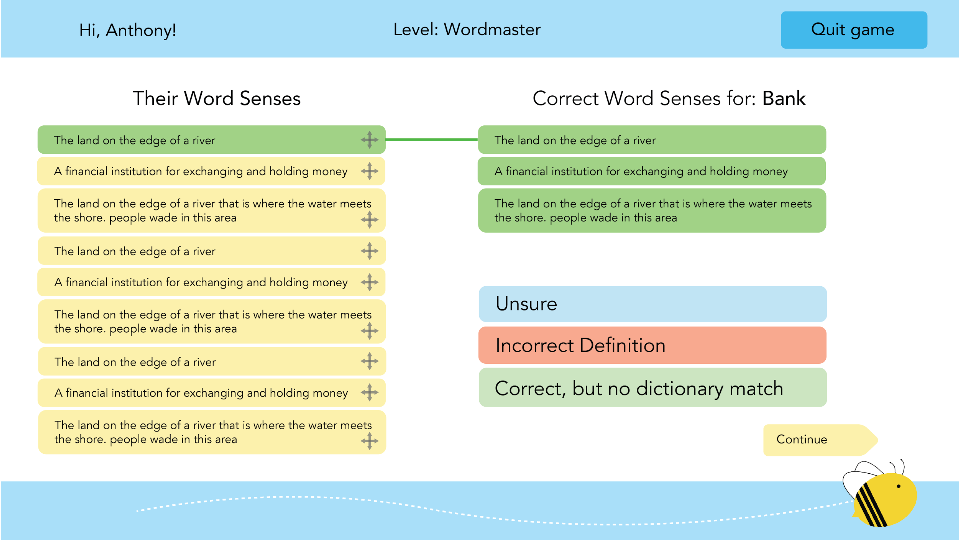 Hi, Anthony!
Level: Wordmaster
Quit game
Their Word Senses
The land on the edge of a river
A financial institution for exchanging and holding money
The land on the edge of a river that is where the water meets
the shore. people wade in this area
The land on the edge of a river
A financial institution for exchanging and holding money
The land on the edge of a river that is where the water meets
the shore. people wade in this area
The land on the edge of a river
A financial institution for exchanging and holding money
The land on the edge of a river that is where the water meets
the shore. people wade in this area
Correct Word Senses for: Bank
The land on the edge of a river
A financial institution for exchanging and holding money
The land on the edge of a river that is where the water meets
the shore. people wade in this area
Unsure
Incorrect Definition
Correct, but no dictionary match
Continue